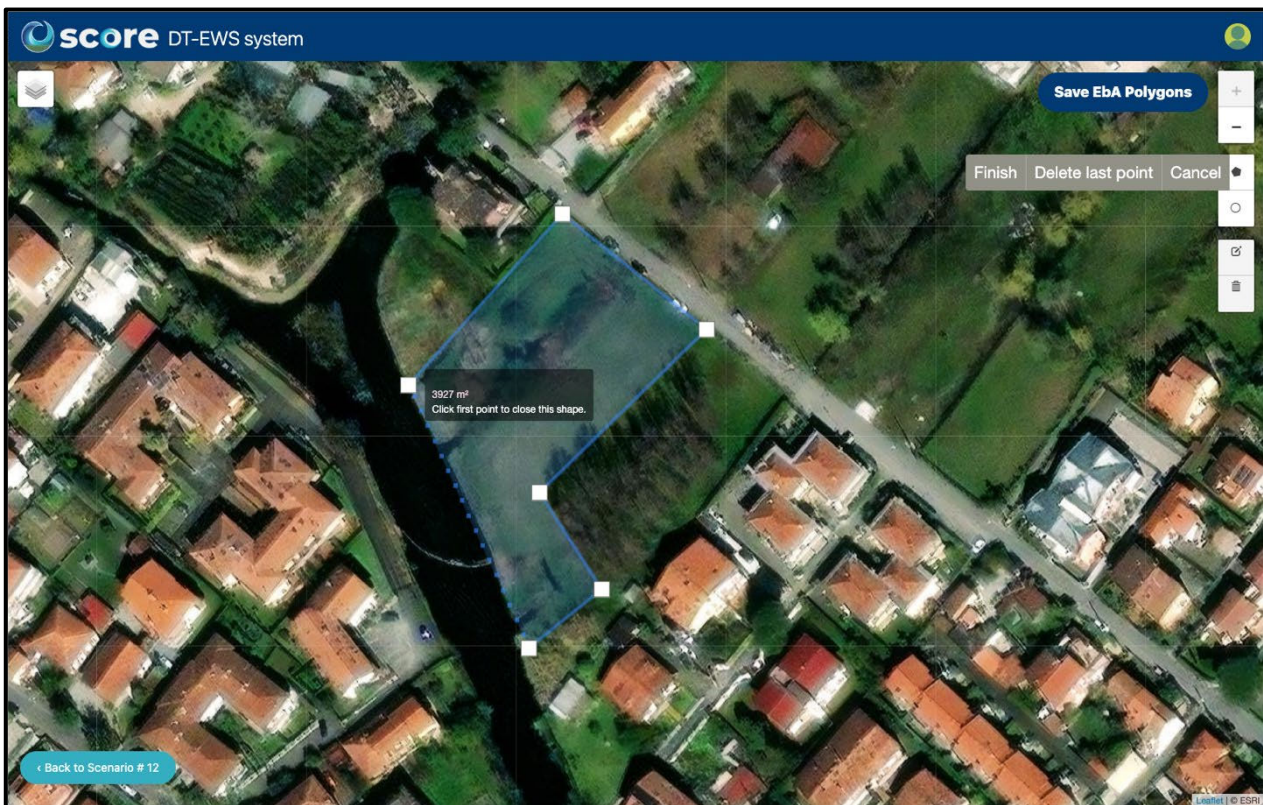 score DT-EWS system
Save EbA Polygons
+
−
Finish Delete last point Cancel
3927 m²
Click first point to close this shape.
‹ Back to Scenario # 12
Leaflet | © ESRI